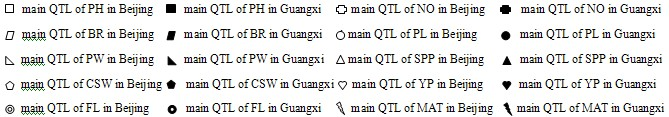 main QTL of PH in Beijing main QTL of PH in Guangxi main QTL of NO in Beijing main QTL of NO in Guangxi
main QTL of BR in Beijing main QTL of BR in Guangxi main QTL of PL in Beijing main QTL of PL in Guangxi
main QTL of PW in Beijing main QTL of PW in Guangxi main QTL of SPP in Beijing main QTL of SPP in Guangxi
main QTL of CSW in Beijing main QTL of CSW in Guangxi main QTL of YP in Beijing main QTL of YP in Guangxi
main QTL of FL in Beijing main QTL of FL in Guangxi main QTL of MAT in Beijing main QTL of MAT in Guangxi